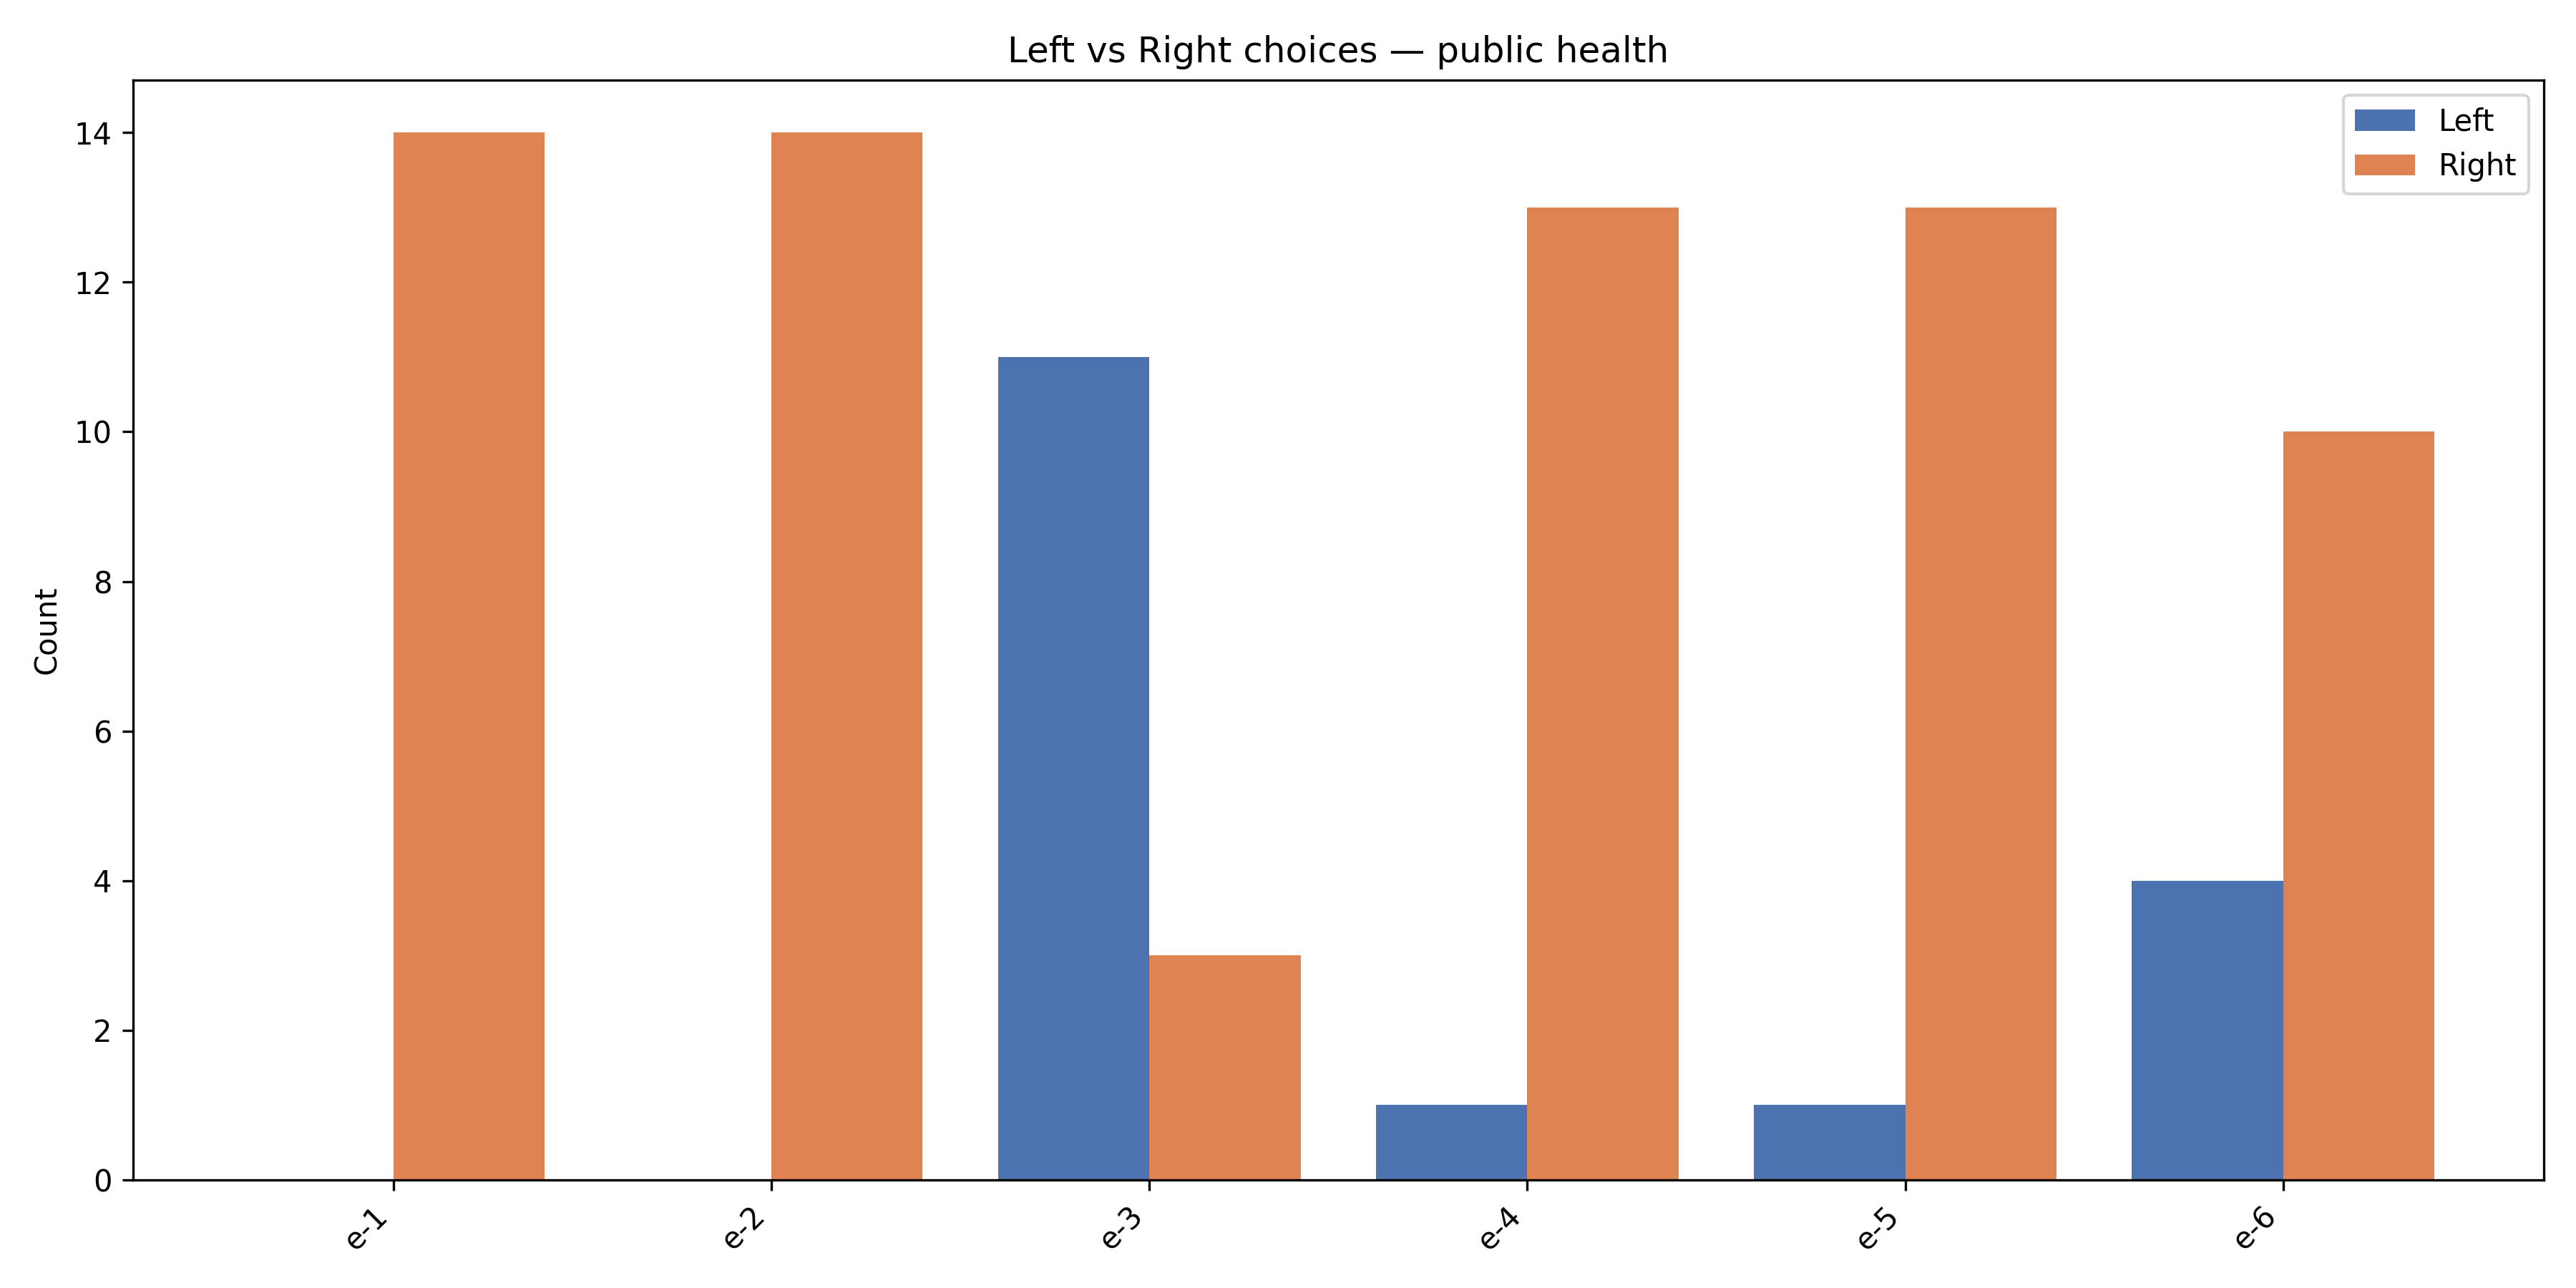 Left vs Right choices — public health
Left
Right
Count
14
12
10
8
6
4
2
0
e-1
e-2
e-3
e-4
e-5
e-6